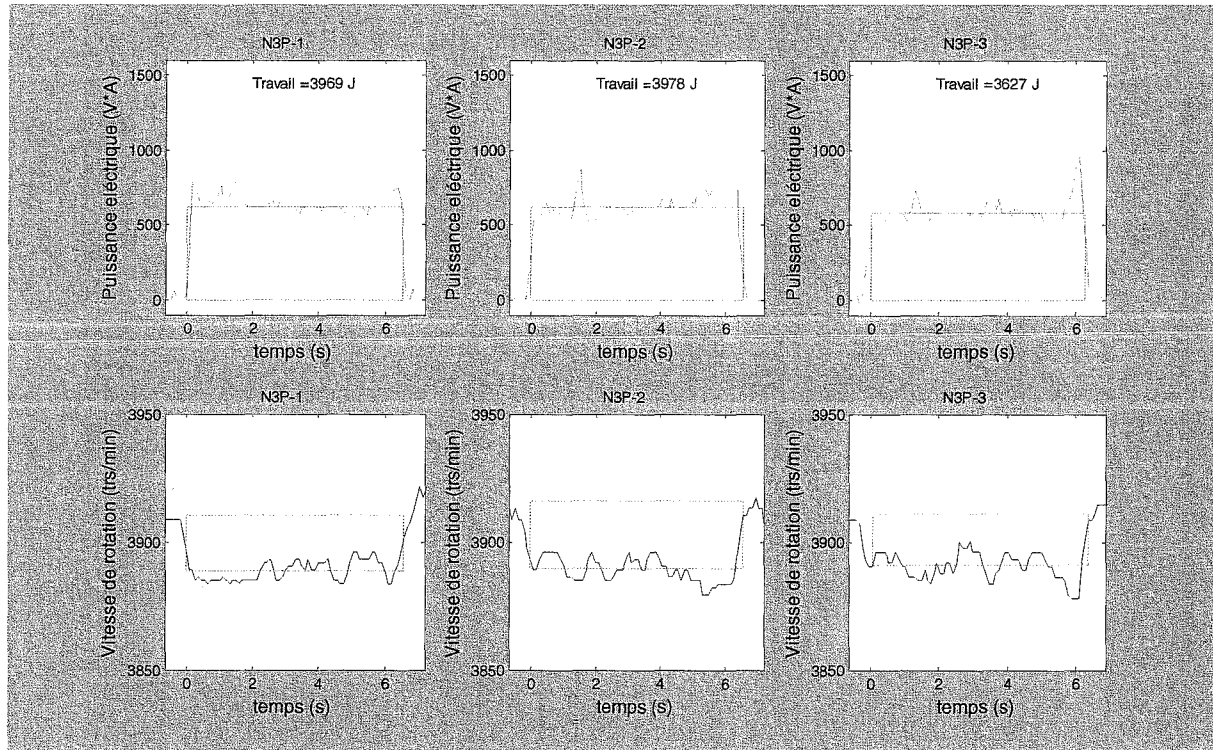 N3P-1
N3P-2
N3P-3
Puissance eléctrique (V*A)
1500
1000
500
0
Travail =3969 J
0 2 4 6
temps (s)
Puissance eléctrique (V*A)
1500
1000
500
0
Travail =3978 J
0 2 4 6
temps (s)
Puissance eléctrique (V*A)
1500
1000
500
0
Travail =3627 J
0 2 4 6
temps (s)
N3P-1
N3P-2
N3P-3
Vitesse de rotation (trs/min)
3950
3900
3850
0 2 4 6
temps (s)
Vitesse de rotation (trs/min)
3950
3900
3850
0 2 4 6
temps (s)
Vitesse de rotation (trs/min)
3950
3900
3850
0 2 4 6
temps (s)